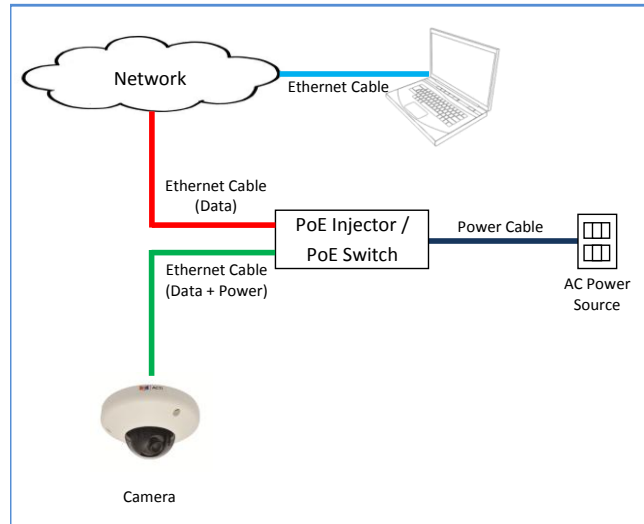 Network
Ethernet Cable
Ethernet Cable
(Data)
PoE Injector /
PoE Switch
Power Cable
Ethernet Cable
(Data + Power)
AC Power
Source
Camera